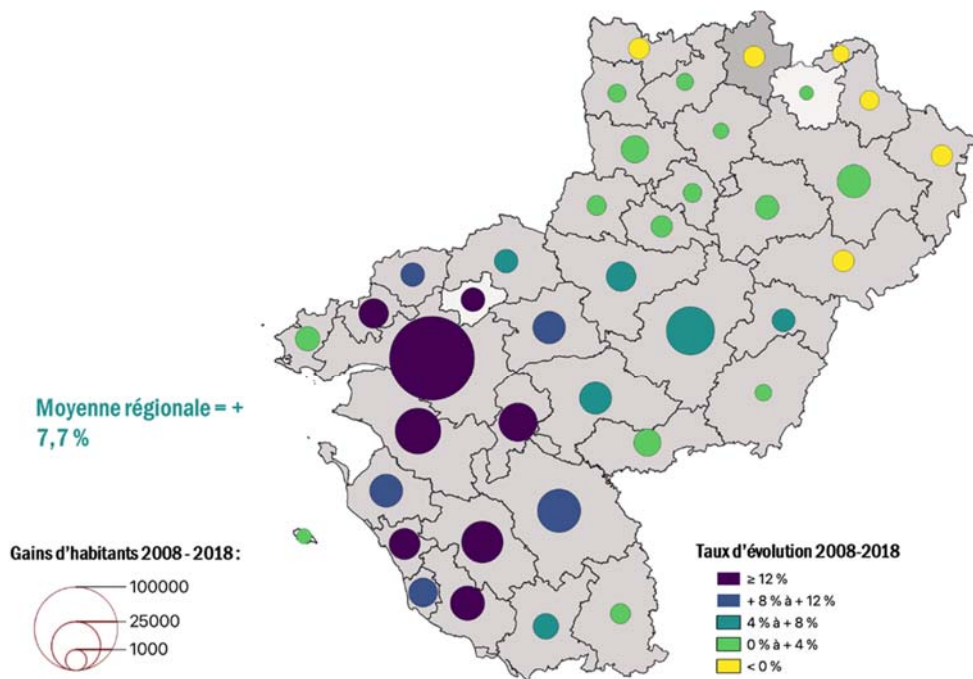 Moyenne régionale = +
7,7 %
Gains d'habitants 2008 - 2018 :
100000
25000
1000
Taux d'évolution 2008-2018
≥ 12 %
+ 8 % à + 12 %
4 % à + 8 %
0 % à + 4 %
< 0 %